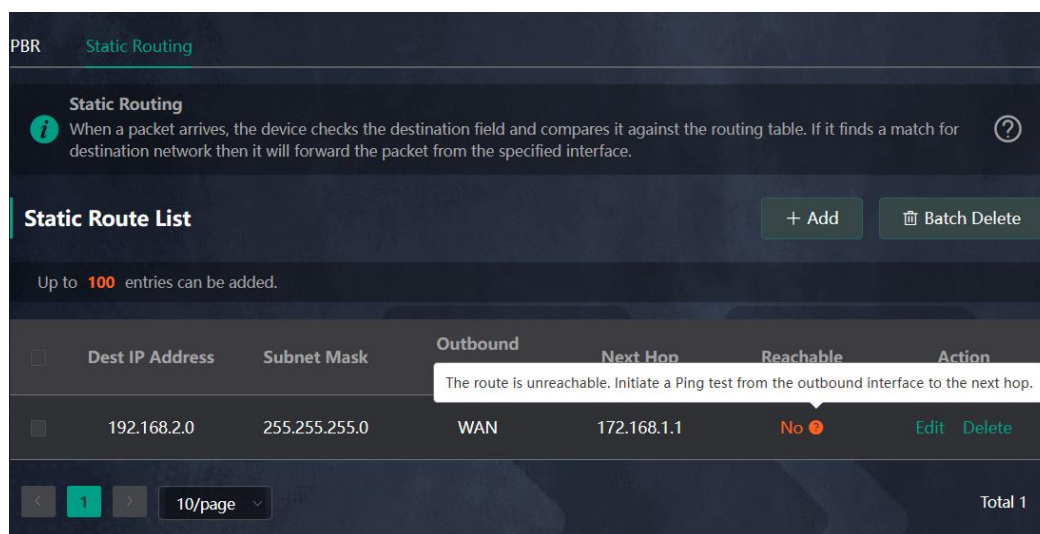 PBR Static Routing
Static Routing
When a packet arrives, the device checks the destination field and compares it against the routing table. If it finds a match for
destination network then it will forward the packet from the specified interface.
Static Route List
+ Add Batch Delete
Up to 100 entries can be added.
Dest IP Address Subnet Mask Outbound Next Hop Reachable Action
The route is unreachable. Initiate a Ping test from the outbound interface to the next hop.
192.168.2.0 255.255.255.0 WAN 172.168.1.1 No Edit Delete
< 1 > 10/page Total 1